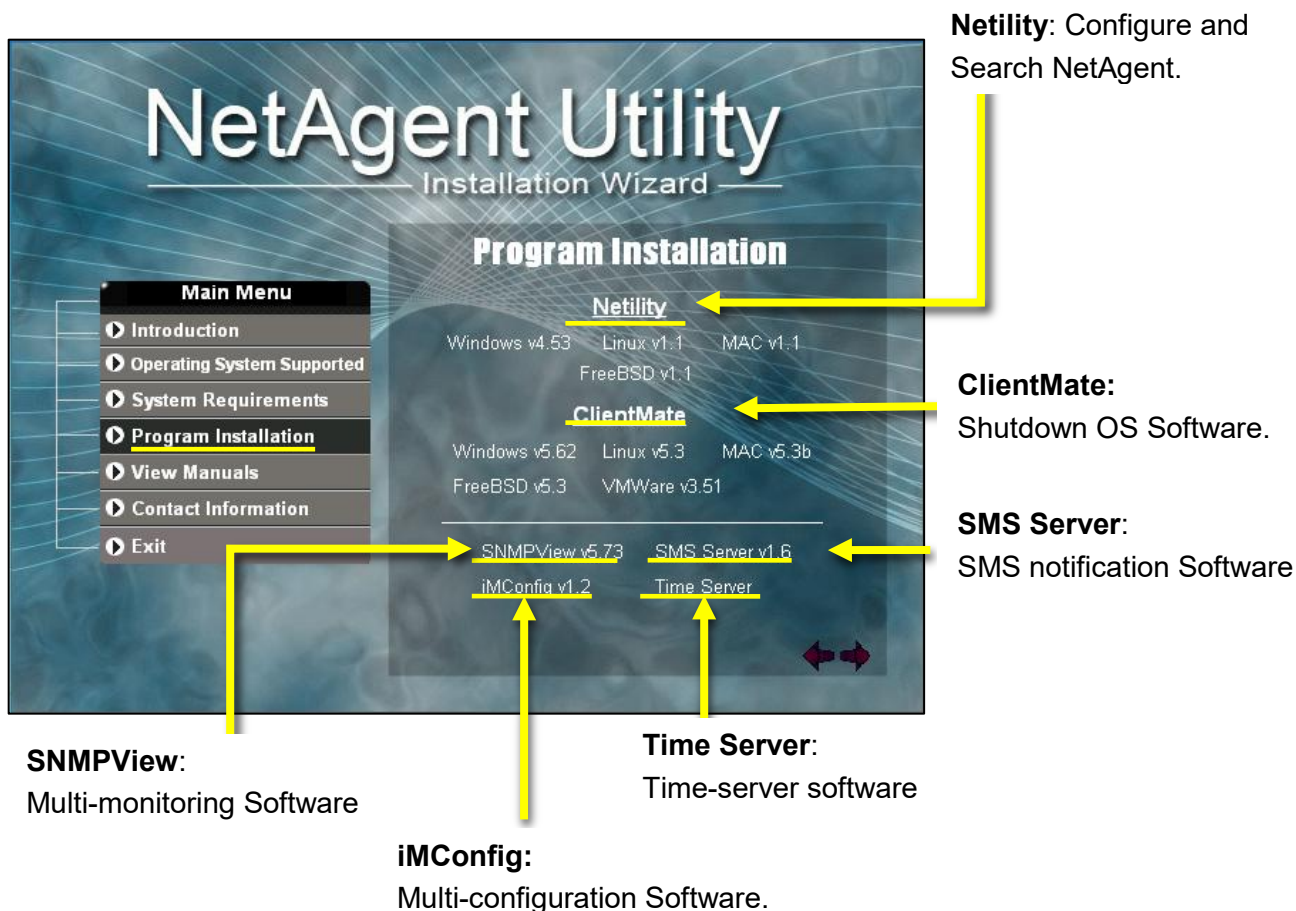 Netility: Configure and
Search NetAgent.
NetAgent Utility
Installation Wizard
Program Installation
Main Menu
Introduction
Operating System Supported
System Requirements
Program Installation
View Manuals
Contact Information
Exit
Netility
Windows v4.53 Linux v1.1 MAC v1.1
FreeBSD v1.1
ClientMate
Windows v5.62 Linux v5.3 MAC v5.3b
FreeBSD v5.3 VMWare v3.51
SNMPView v5.73 SMS Server v1.6
iMConfig v1.2 Time Server
ClientMate:
Shutdown OS Software.
SMS Server:
SMS notification Software
SNMPView:
Multi-monitoring Software
Time Server:
Time-server software
iMConfig:
Multi-configuration Software.